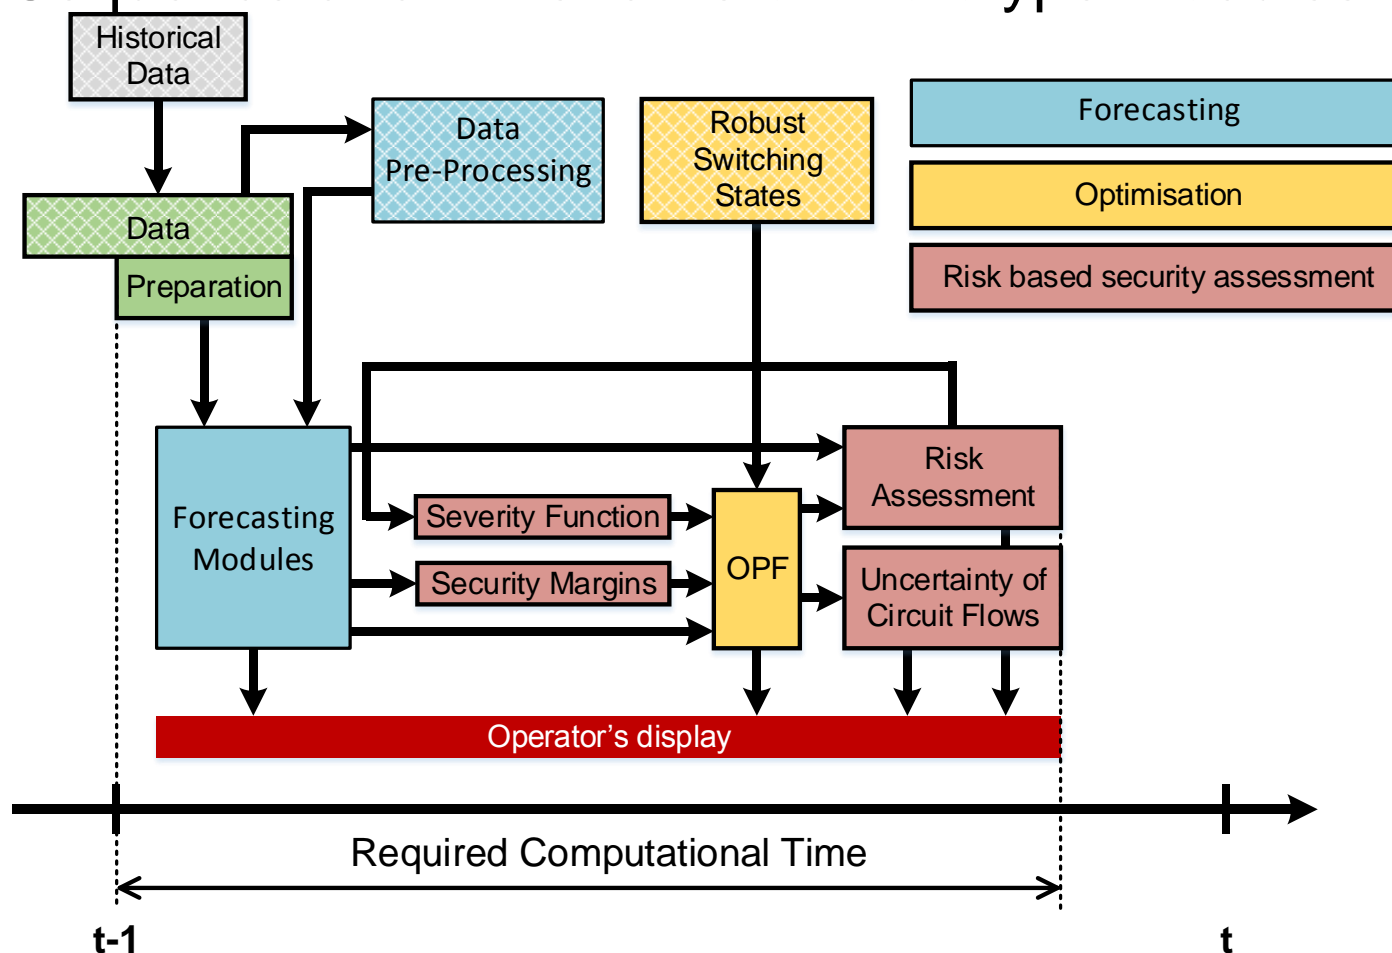 Historical
Data
Data
Pre-Processing
Robust
Switching
States
Forecasting
Optimisation
Risk based security assessment
Data
Preparation
Forecasting
Modules
Severity Function
Security Margins
OPF
Risk
Assessment
Uncertainty of
Circuit Flows
Operator’s display
Required Computational Time
t-1
t